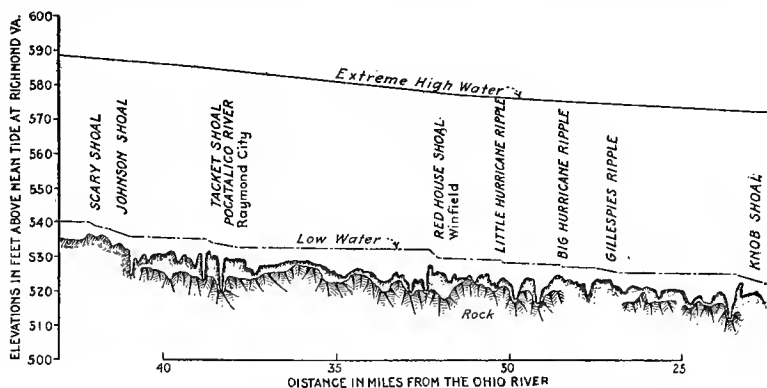 ELEVATIONS IN FEET ABOVE MEAN TIDE AT RICHMOND VA.
600
590
580
570
560
550
540
530
520
510
500
Extreme High Water
SCARY SHOAL
JOHNSON SHOAL
TACKET SHOAL
POCATALICO RIVER
Raymond City
RED HOUSE SHOAL
Winfield
LITTLE HURRICANE RIPPLE
BIG HURRICANE RIPPLE
GILLESPIES RIPPLE
KNOB SHOAL
Low Water
Rock
40
35
30
25
DISTANCE IN MILES FROM THE OHIO RIVER